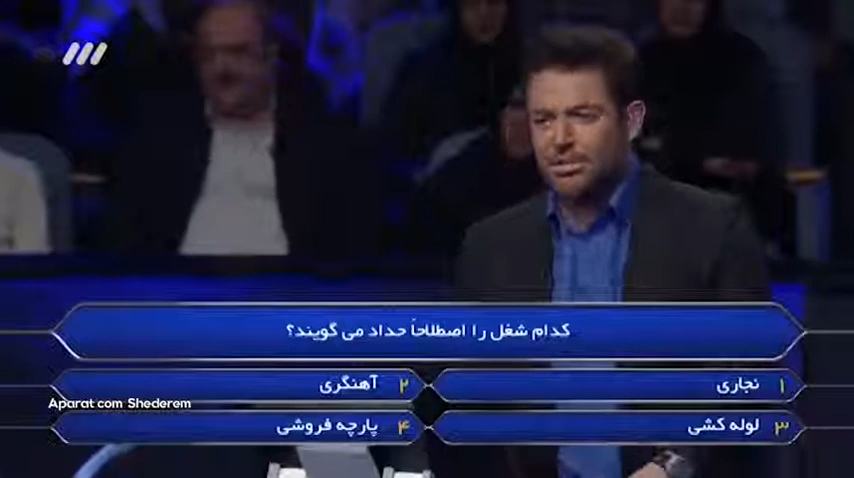 کدام شغل را اصطلاحاً حداد می گویند؟
۱ نجاری
۲ آهنگری
۳ لوله کشی
۴ پارچه فروشی
Aparat com Shederem